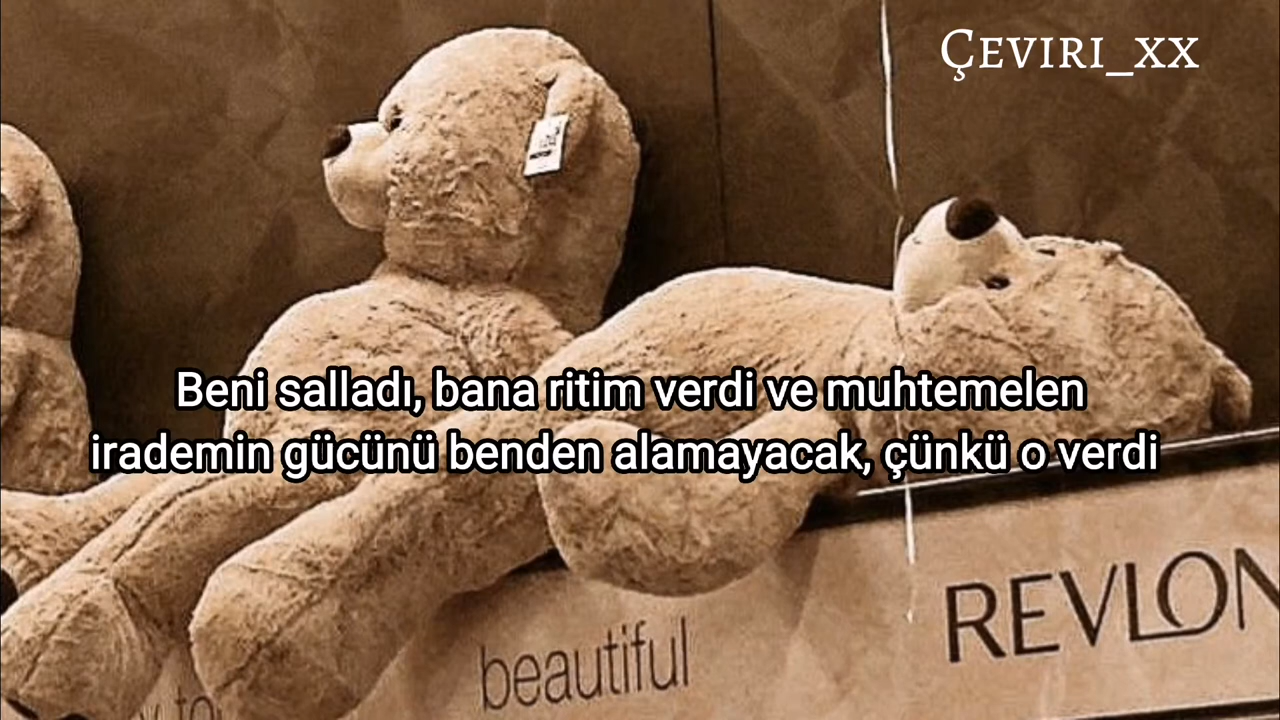 ÇEVIRI_XX
Beni salladı, bana ritim verdi ve muhtemelen
irademin gücünü benden alamayacak, çünkü o verdi
REVLON
beautiful